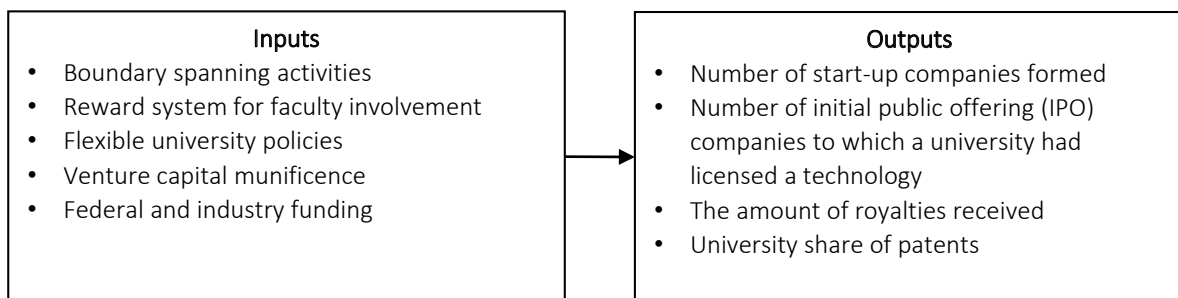 Inputs
• Boundary spanning activities
• Reward system for faculty involvement
• Flexible university policies
• Venture capital munificence
• Federal and industry funding
Outputs
• Number of start-up companies formed
• Number of initial public offering (IPO)
companies to which a university had
licensed a technology
• The amount of royalties received
• University share of patents